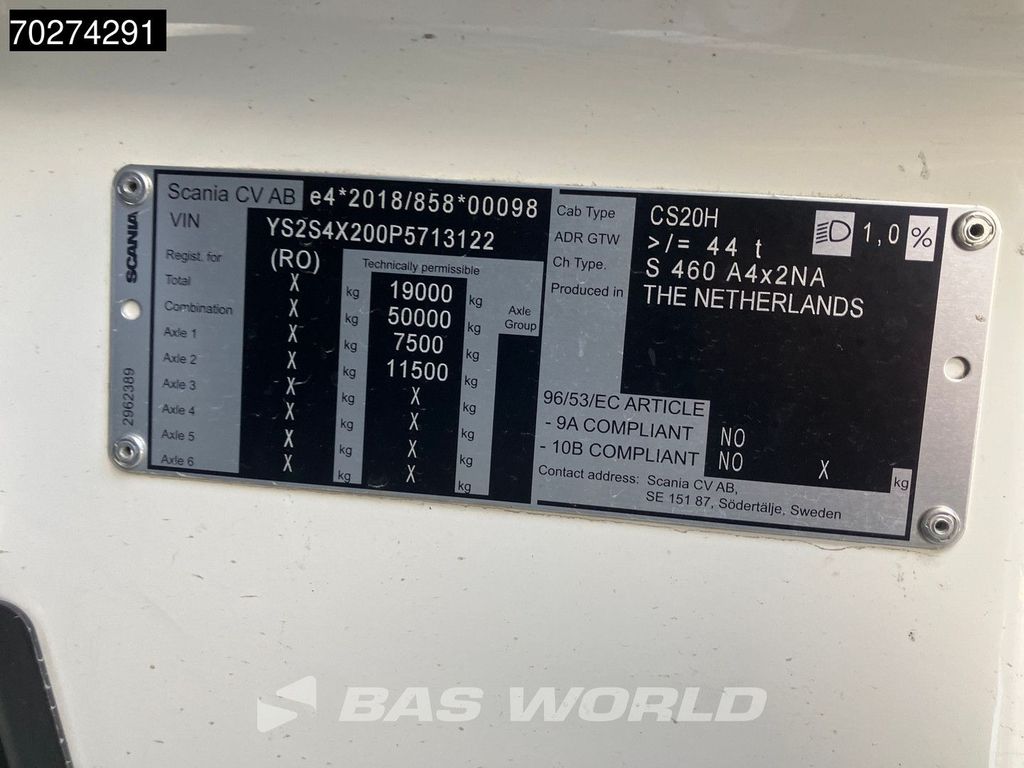 70274291
SCANIA
2962389
Scania CV AB e4*2018/858*00098
VIN YS2S4X200P5713122
Regist. for (RO) Technically permissible
Total X kg 19000 kg Axle Group
Combination X kg 50000 kg
Axle 1 X kg 7500 kg
Axle 2 X kg 11500 kg
Axle 3 X kg X kg
Axle 4 X kg X kg
Axle 5 X kg X kg
Axle 6 X kg X kg
Cab Type CS20H 1,0 %
ADR GTW >/= 44 t
Ch Type. S 460 A4x2NA
Produced in THE NETHERLANDS
96/53/EC ARTICLE
- 9A COMPLIANT NO
- 10B COMPLIANT NO X kg
Contact address: Scania CV AB,
SE 151 87, Södertälje, Sweden
BAS WORLD